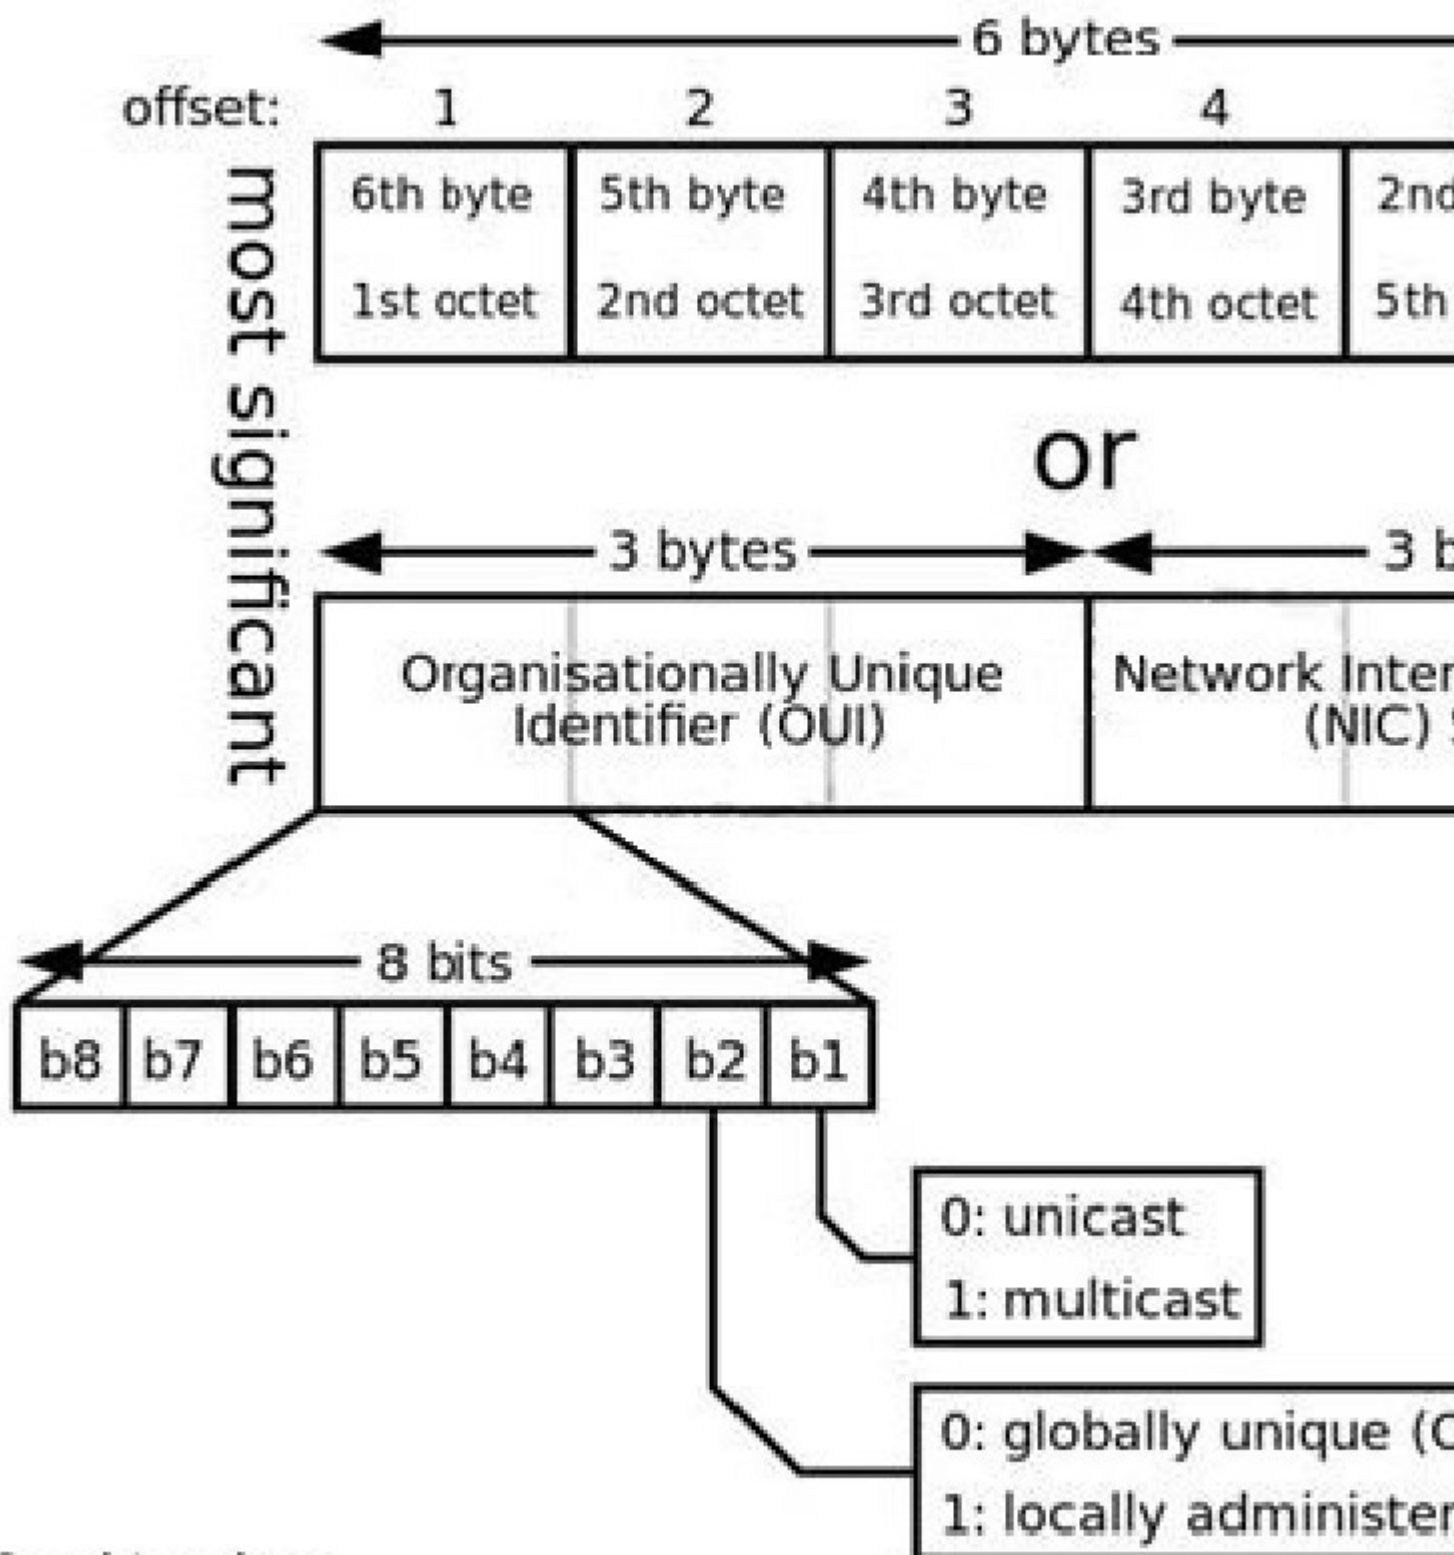 6 bytes
offset: 1 2 3 4
6th byte 5th byte 4th byte 3rd byte 2nd
1st octet 2nd octet 3rd octet 4th octet 5th
most significant
or
3 bytes 3 b
Organisationally Unique Network Inter
Identifier (OUI) (NIC)
8 bits
b8 b7 b6 b5 b4 b3 b2 b1
0: unicast
1: multicast
0: globally unique (
1: locally administer